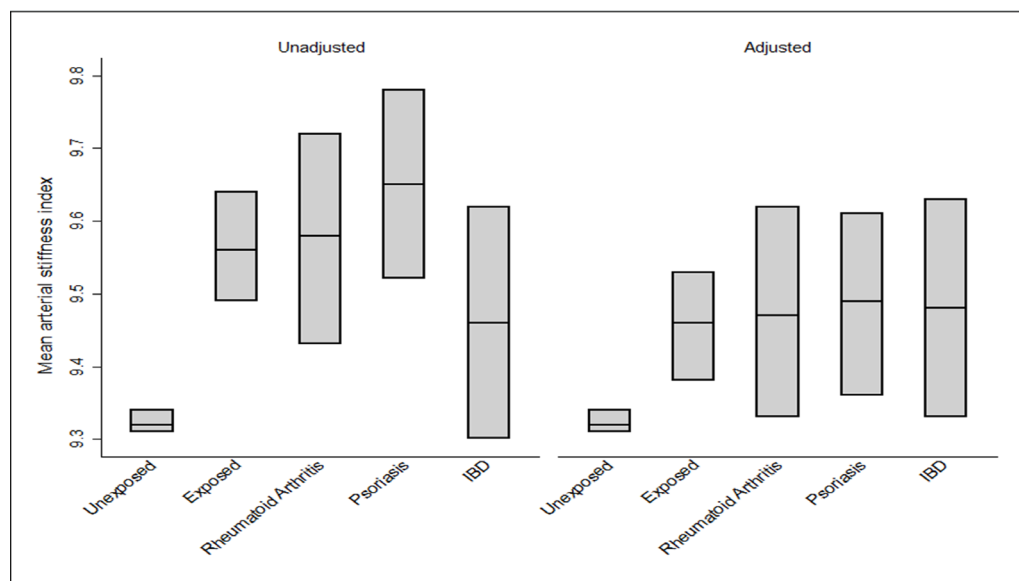 Unadjusted
Adjusted
Mean arterial stiffness index
9.8
9.7
9.6
9.5
9.4
9.3
Unexposed
Exposed
Rheumatoid Arthritis
Psoriasis
IBD
Unexposed
Exposed
Rheumatoid Arthritis
Psoriasis
IBD